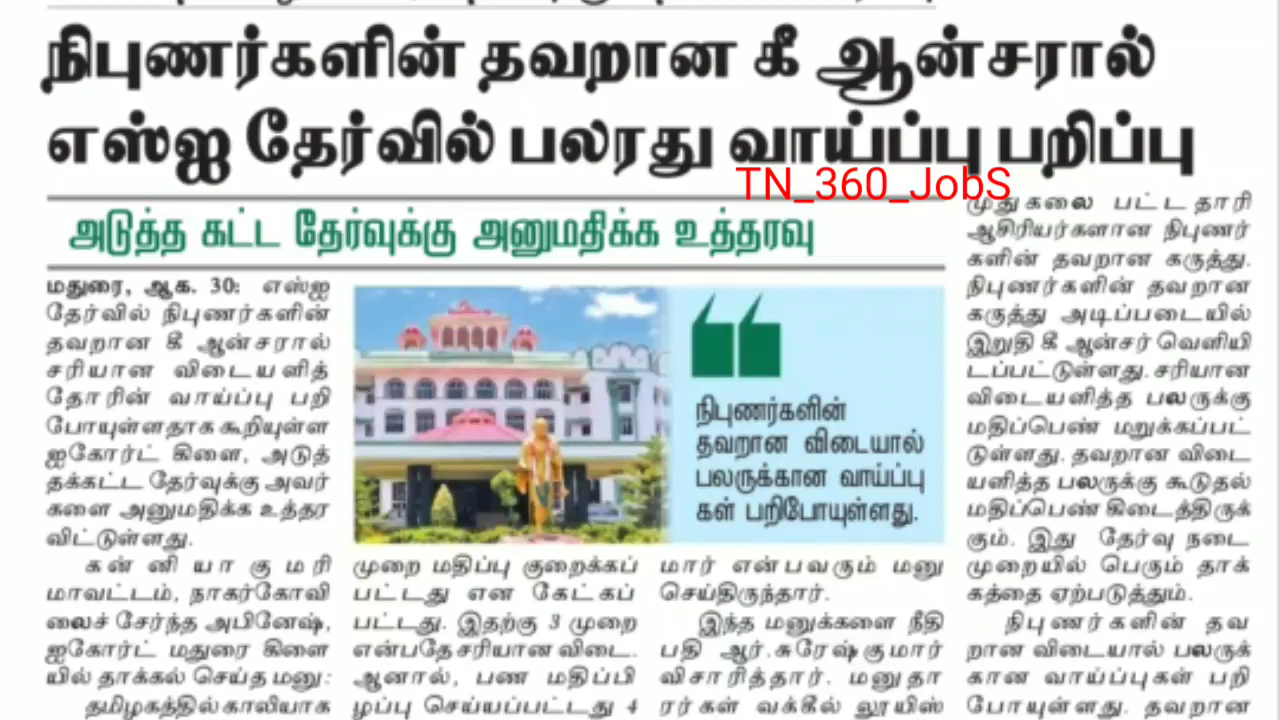 நிபுணர்களின் தவறான கீ ஆன்சரால்
எஸ்ஐ தேர்வில் பலரது வாய்ப்பு பறிப்பு
TN_360_JobS
அடுத்த கட்ட தேர்வுக்கு அனுமதிக்க உத்தரவு
மதுரை, ஆக. 30: எஸ்ஐ
தேர்வில் நிபுணர்களின்
தவறான கீ ஆன்சரால்
சரியான விடையளித்
தோரின் வாய்ப்பு பறி
போயுள்ளதாக கூறியுள்ள
ஐகோர்ட் கிளை, அடுத்
தக்கட்ட தேர்வுக்கு அவர்
களை அனுமதிக்க உத்தர
விட்டுள்ளது.
கன்னியாகுமரி
மாவட்டம், நாகர்கோவி
லைச் சேர்ந்த அபினேஷ்,
ஐகோர்ட் மதுரை கிளை
யில் தாக்கல் செய்த மனு:
தமிழகத்தில் காலியாக
நிபுணர்களின்
தவறான விடையால்
பலருக்கான வாய்ப்பு
கள் பறிபோயுள்ளது.
முறை மதிப்பு குறைக்கப்
பட்டது என கேட்கப்
பட்டது. இதற்கு 3 முறை
என்பதே சரியான விடை.
ஆனால், பண மதிப்பி
ழப்பு செய்யப்பட்டது 4
மார் என்பவரும் மனு
செய்திருந்தார்.
இந்த மனுக்களை நீதி
பதி ஆர்.சுரேஷ்குமார்
விசாரித்தார். மனுதா
ரர்கள் வக்கீல் லூயிஸ்
முதுகலை பட்டதாரி
ஆசிரியர்களான நிபுணர்
களின் தவறான கருத்து.
நிபுணர்களின் தவறான
கருத்து அடிப்படையில்
இறுதி கீ ஆன்சர் வெளியி
டப்பட்டுள்ளது. சரியான
விடையளித்த பலருக்கு
மதிப்பெண் மறுக்கப்பட்
டுள்ளது. தவறான விடை
யளித்த பலருக்கு கூடுதல்
மதிப்பெண் கிடைத்திருக்
கும். இது தேர்வு நடை
முறையில் பெரும் தாக்
கத்தை ஏற்படுத்தும்.
நிபுணர்களின் தவ
றான விடையால் பலருக்
கான வாய்ப்புகள் பறி
போயுள்ளது. தவறான